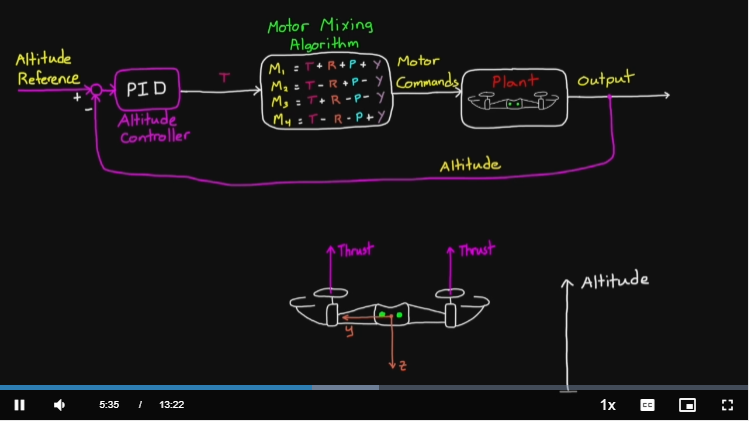 Motor Mixing
Algorithm
Altitude
Reference
+
-
PID
Altitude
Controller
T
M1 = T + R + P + Y
M2 = T - R + P - Y
M3 = T + R - P - Y
M4 = T - R - P + Y
Motor
Commands
Plant
Output
Altitude
Thrust
Thrust
y
z
Altitude
5:35 / 13:22
1x
CC